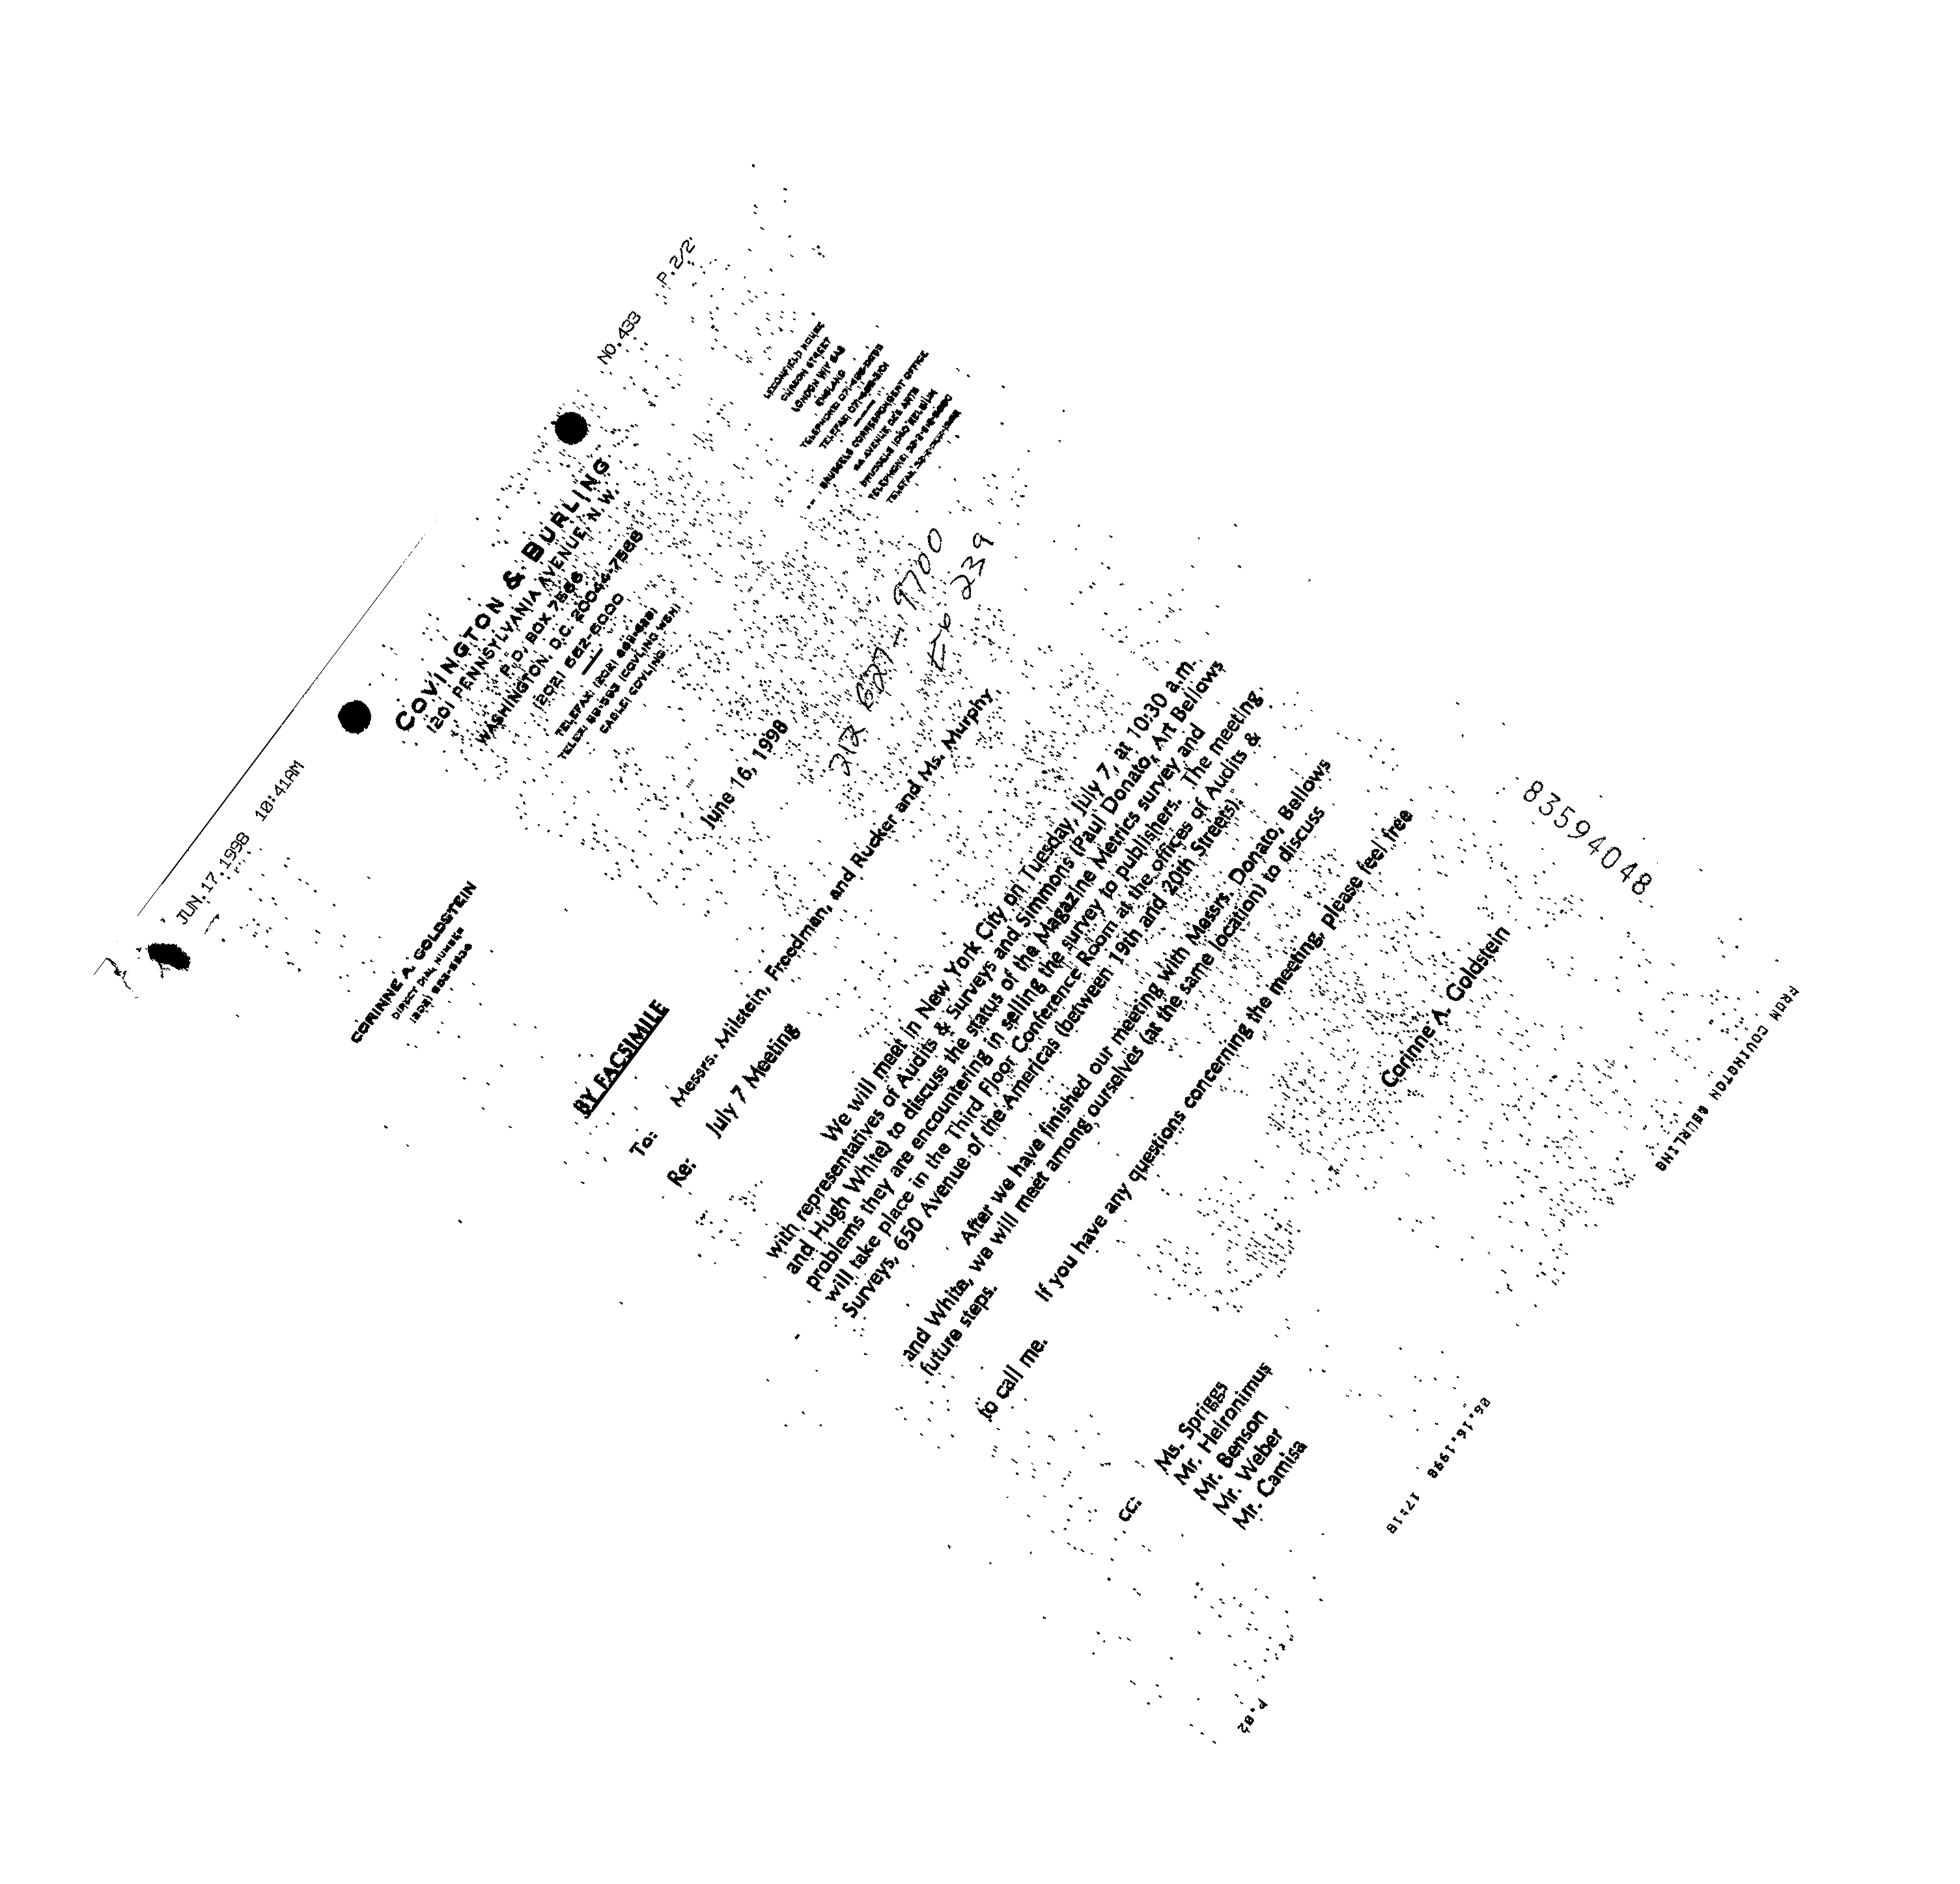 JUN.17.1998 10:41AM NO.433 P.2/2
COVINGTON & BURLING
1201 PENNSYLVANIA AVENUE, N.W.
P.O. BOX 7566
WASHINGTON, D.C. 20044-7566
(202) 662-6000
TELEFAX: (202) 662-6291
TELEX: 89-593 (COVLING WSH)
CABLE: COVLING
LECONFIELD HOUSE
CURZON STREET
LONDON W1Y 8AS
ENGLAND
BRUSSELS CORRESPONDENT OFFICE
44 AVENUE DES ARTS
BRUSSELS 1040 BELGIUM
CORINNE A. GOLDSTEIN
DIRECT DIAL NUMBER
June 16, 1998
212 627-9700
239
BY FACSIMILE
To: Messrs. Milstein, Freedman, and Rucker and Ms. Murphy
Re: July 7 Meeting
We will meet in New York City on Tuesday, July 7, at 10:30 a.m.
with representatives of Audits & Surveys and Simmons (Paul Donato, Art Bellows
and Hugh White) to discuss the status of the Magazine Metrics survey and
problems they are encountering in selling the survey to publishers. The meeting
will take place in the Third Floor Conference Room at the offices of Audits &
Surveys, 650 Avenue of the Americas (between 19th and 20th Streets).
After we have finished our meeting with Messrs. Donato, Bellows
and White, we will meet among ourselves (at the same location) to discuss
future steps.
If you have any questions concerning the meeting, please feel free
to call me.
Corinne A. Goldstein
cc: Ms. Spriggs
Mr. Heironimus
Mr. Benson
Mr. Weber
Mr. Camisa
83594048
FROM COVINGTON &BURLING 06.16.1998 17:18 P.02